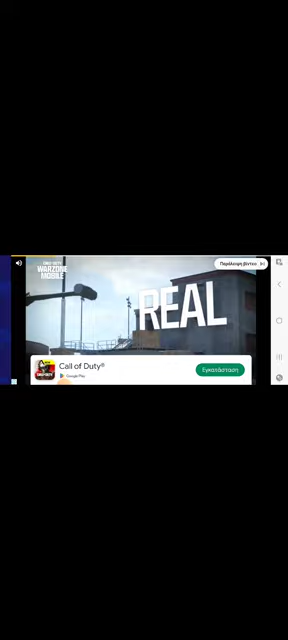 CALL OF DUTY
WARZONE
MOBILE
Παράλειψη βίντεο
REAL
Call of Duty®
Google Play
Εγκατάσταση